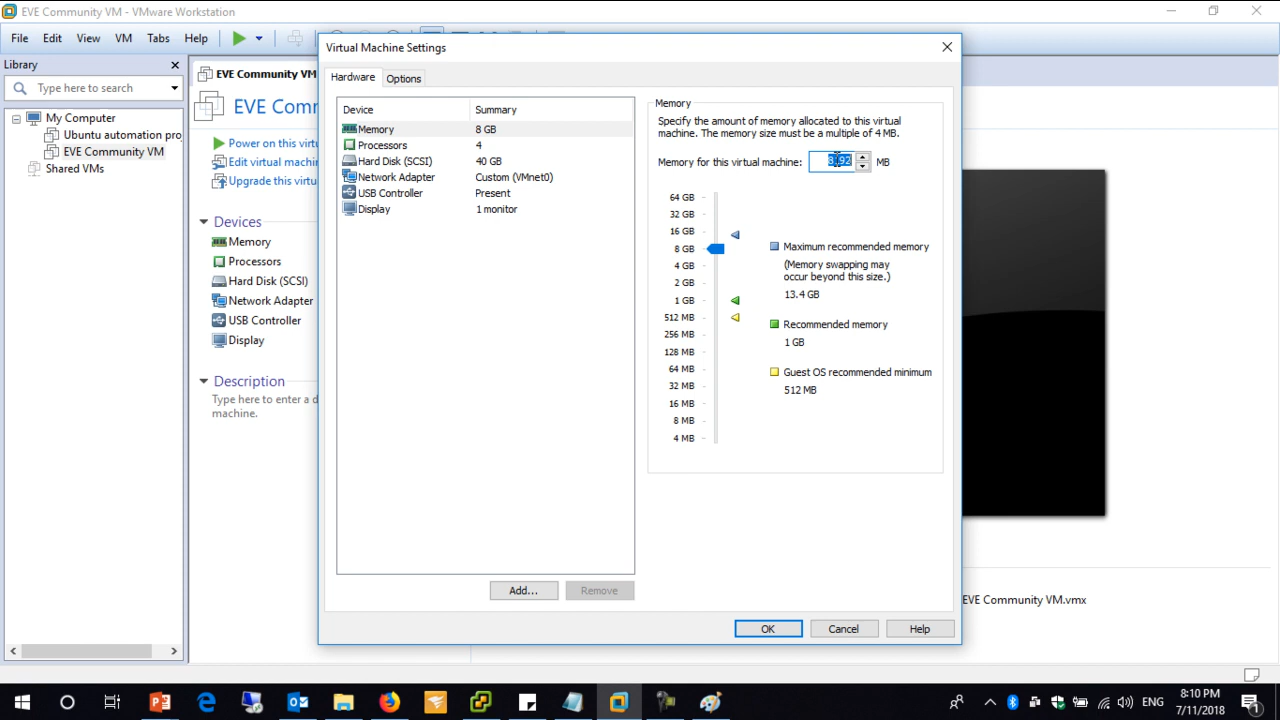 EVE Community VM - VMware Workstation
File Edit View VM Tabs Help
Library
Type here to search
My Computer
Ubuntu automation pro
EVE Community VM
Shared VMs
EVE Community VM
EVE Com
Power on this virtu
Edit virtual machin
Upgrade this virtu
Devices
Memory
Processors
Hard Disk (SCSI)
Network Adapter
USB Controller
Display
Description
Type here to enter a d
machine.
Virtual Machine Settings
Hardware Options
Device Summary
Memory 8 GB
Processors 4
Hard Disk (SCSI) 40 GB
Network Adapter Custom (VMnet0)
USB Controller Present
Display 1 monitor
Add... Remove
Memory
Specify the amount of memory allocated to this virtual
machine. The memory size must be a multiple of 4 MB.
Memory for this virtual machine: MB
64 GB
32 GB
16 GB
8 GB
4 GB
2 GB
1 GB
512 MB
256 MB
128 MB
64 MB
32 MB
16 MB
8 MB
4 MB
Maximum recommended memory
(Memory swapping may
occur beyond this size.)
13.4 GB
Recommended memory
1 GB
Guest OS recommended minimum
512 MB
OK Cancel Help
EVE Community VM.vmx
ENG
8:10 PM
7/11/2018
1